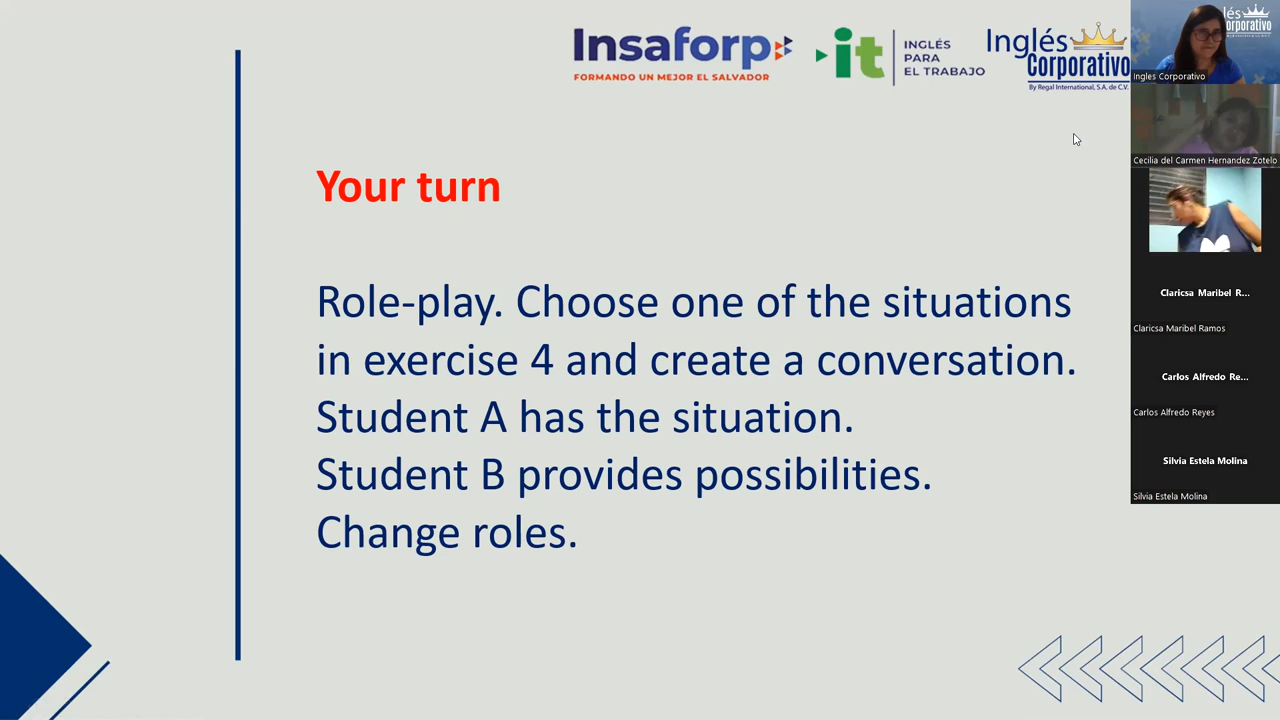 Insaforp
FORMANDO UN MEJOR EL SALVADOR
it
INGLÉS
PARA
EL TRABAJO
Inglés
Corporativo
By Regal International, S.A. de C.V.
lés
orporativo
Ingles Corporativo
Cecilia del Carmen Hernandez Zotelo
Your turn
Role-play. Choose one of the situations
in exercise 4 and create a conversation.
Student A has the situation.
Student B provides possibilities.
Change roles.
Claricsa Maribel R...
Claricsa Maribel Ramos
Carlos Alfredo Re...
Carlos Alfredo Reyes
Silvia Estela Molina
Silvia Estela Molina